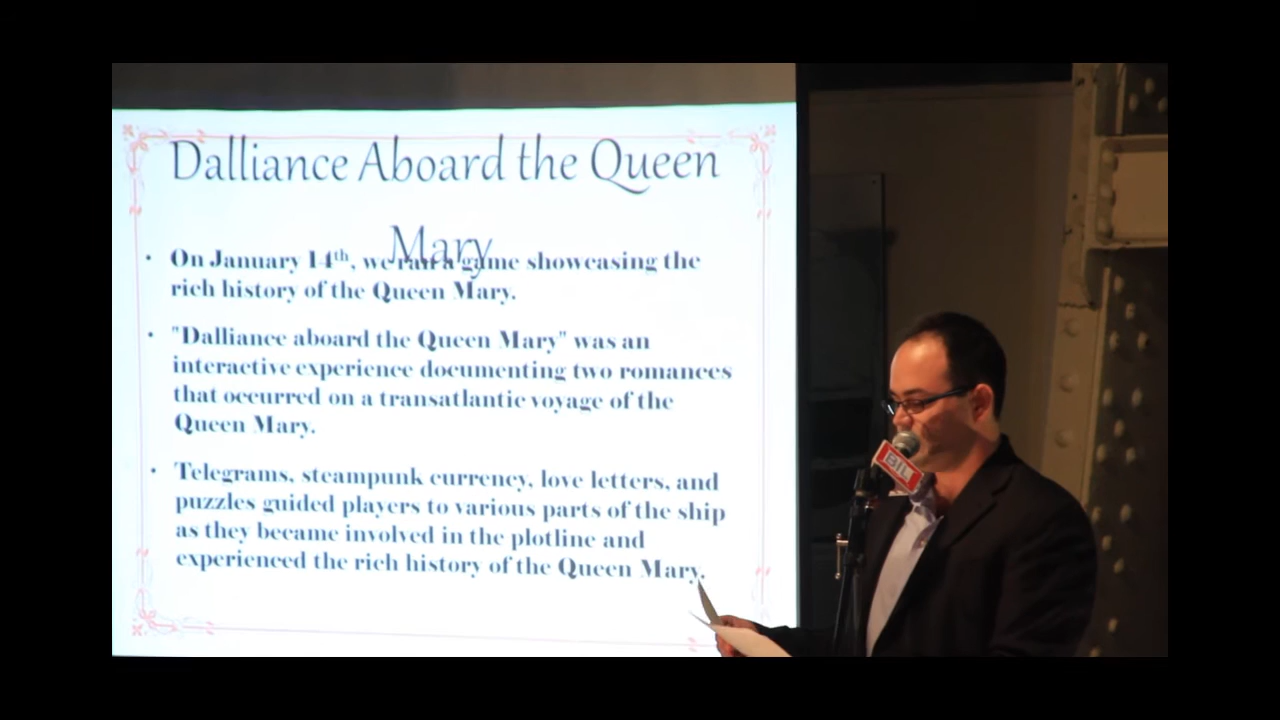 Dalliance Aboard the Queen
Mary
• On January 14th, we ran a game showcasing the
rich history of the Queen Mary.
• "Dalliance aboard the Queen Mary" was an
interactive experience documenting two romances
that occurred on a transatlantic voyage of the
Queen Mary.
• Telegrams, steampunk currency, love letters, and
puzzles guided players to various parts of the ship
as they became involved in the plotline and
experienced the rich history of the Queen Mary.
BIL